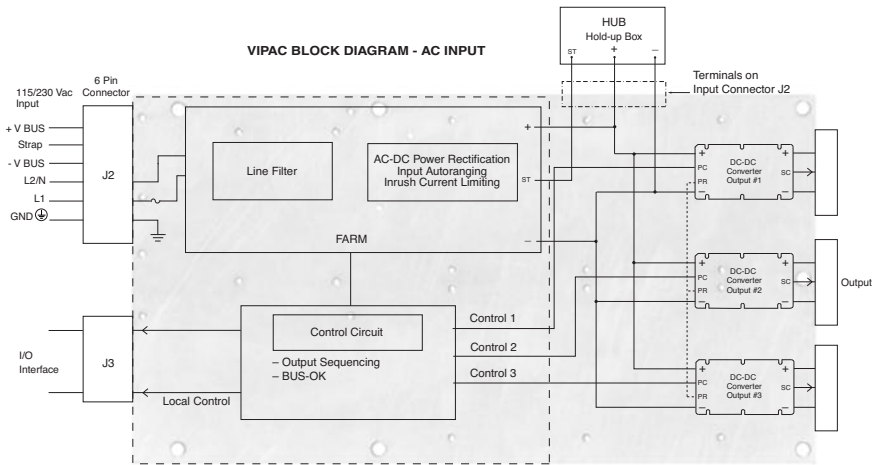 HUB
Hold-up Box
ST + –
VIPAC BLOCK DIAGRAM - AC INPUT
Terminals on
Input Connector J2
6 Pin
Connector
115/230 Vac
Input
+ V BUS
Strap
- V BUS
L2/N
L1
GND
J2
Line Filter
AC-DC Power Rectification
Input Autoranging
Inrush Current Limiting
+
ST
–
FARM
+
PC
PR
–
DC-DC
Converter
Output #1
SC
+
–
+
PC
PR
–
DC-DC
Converter
Output #2
SC
+
–
Output
+
PC
PR
–
DC-DC
Converter
Output #3
SC
+
–
Control Circuit
– Output Sequencing
– BUS-OK
Control 1
Control 2
Control 3
I/O
Interface
J3
Local Control